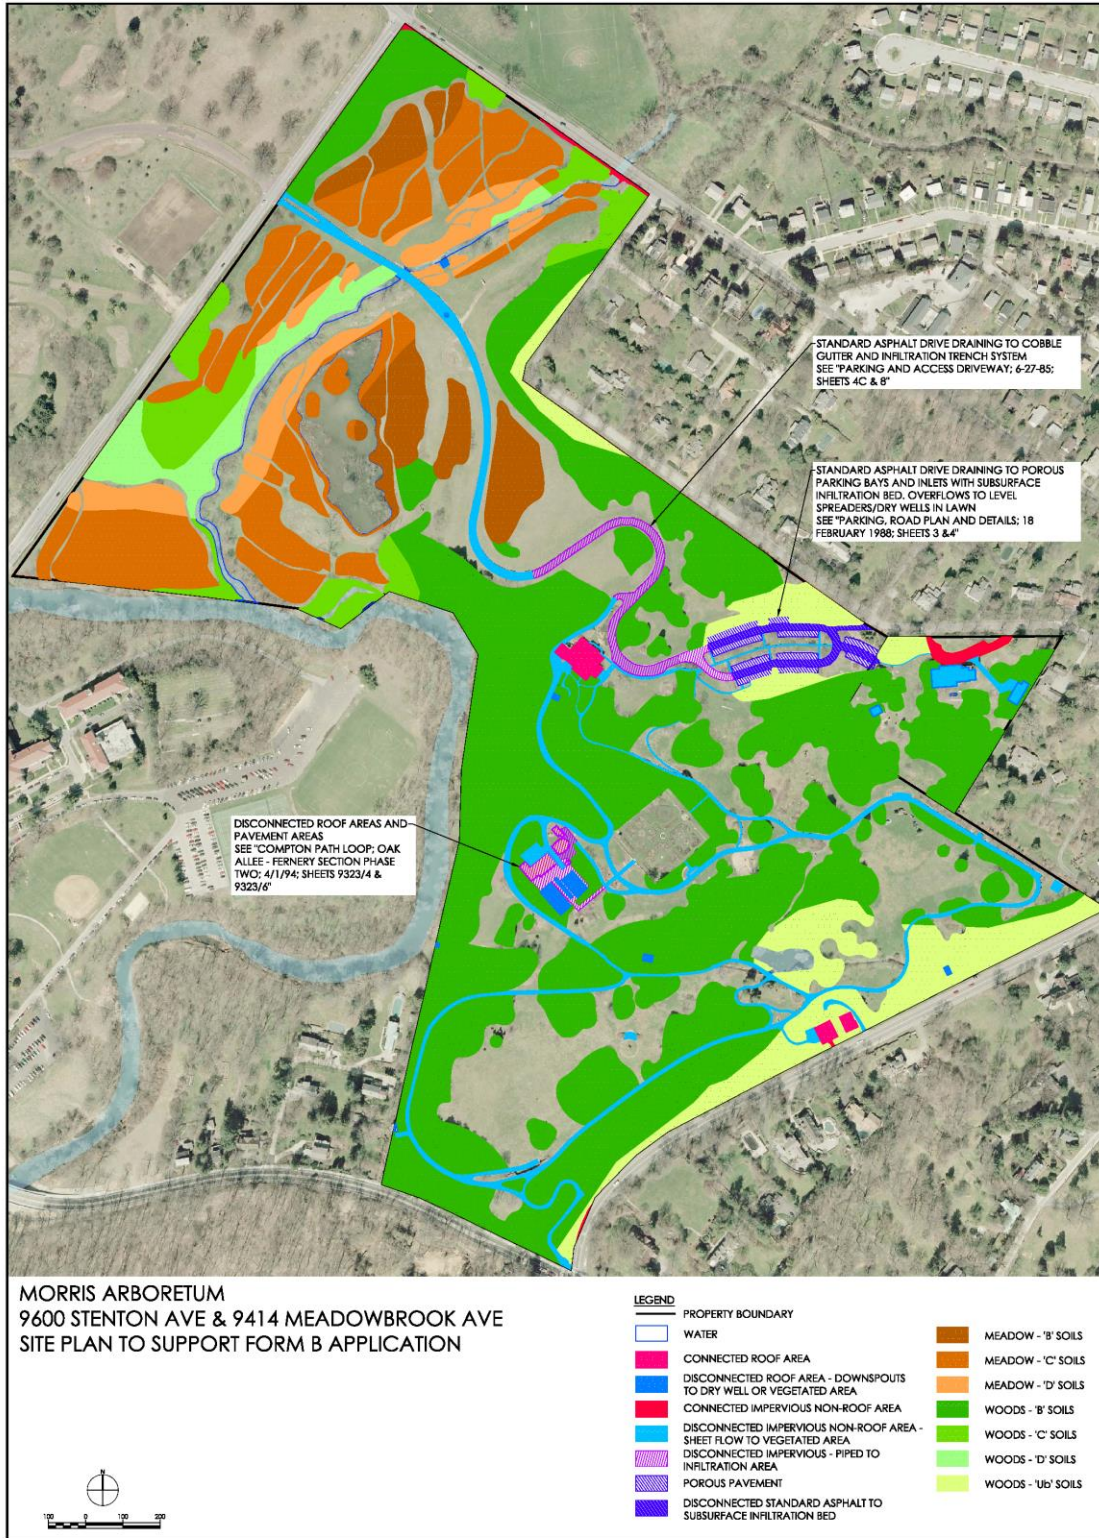 STANDARD ASPHALT DRIVE DRAINING TO COBBLE
GUTTER AND INFILTRATION TRENCH SYSTEM
SEE "PARKING AND ACCESS DRIVEWAY; 6-27-85;
SHEETS 4C & 8"
STANDARD ASPHALT DRIVE DRAINING TO POROUS
PARKING BAYS AND INLETS WITH SUBSURFACE
INFILTRATION BED. OVERFLOWS TO LEVEL
SPREADERS/DRY WELLS IN LAWN
SEE "PARKING, ROAD PLAN AND DETAILS; 18
FEBRUARY 1988; SHEETS 3 &4"
DISCONNECTED ROOF AREAS AND
PAVEMENT AREAS
SEE "COMPTON PATH LOOP; OAK
ALLEE - FERNERY SECTION PHASE
TWO; 4/1/94; SHEETS 9323/4 &
9323/6"
MORRIS ARBORETUM
9600 STENTON AVE & 9414 MEADOWBROOK AVE
SITE PLAN TO SUPPORT FORM B APPLICATION
N
100 0 100 200
LEGEND
PROPERTY BOUNDARY
WATER
CONNECTED ROOF AREA
DISCONNECTED ROOF AREA - DOWNSPOUTS
TO DRY WELL OR VEGETATED AREA
CONNECTED IMPERVIOUS NON-ROOF AREA
DISCONNECTED IMPERVIOUS NON-ROOF AREA -
SHEET FLOW TO VEGETATED AREA
DISCONNECTED IMPERVIOUS - PIPED TO
INFILTRATION AREA
POROUS PAVEMENT
DISCONNECTED STANDARD ASPHALT TO
SUBSURFACE INFILTRATION BED
MEADOW - 'B' SOILS
MEADOW - 'C' SOILS
MEADOW - 'D' SOILS
WOODS - 'B' SOILS
WOODS - 'C' SOILS
WOODS - 'D' SOILS
WOODS - 'Ub' SOILS